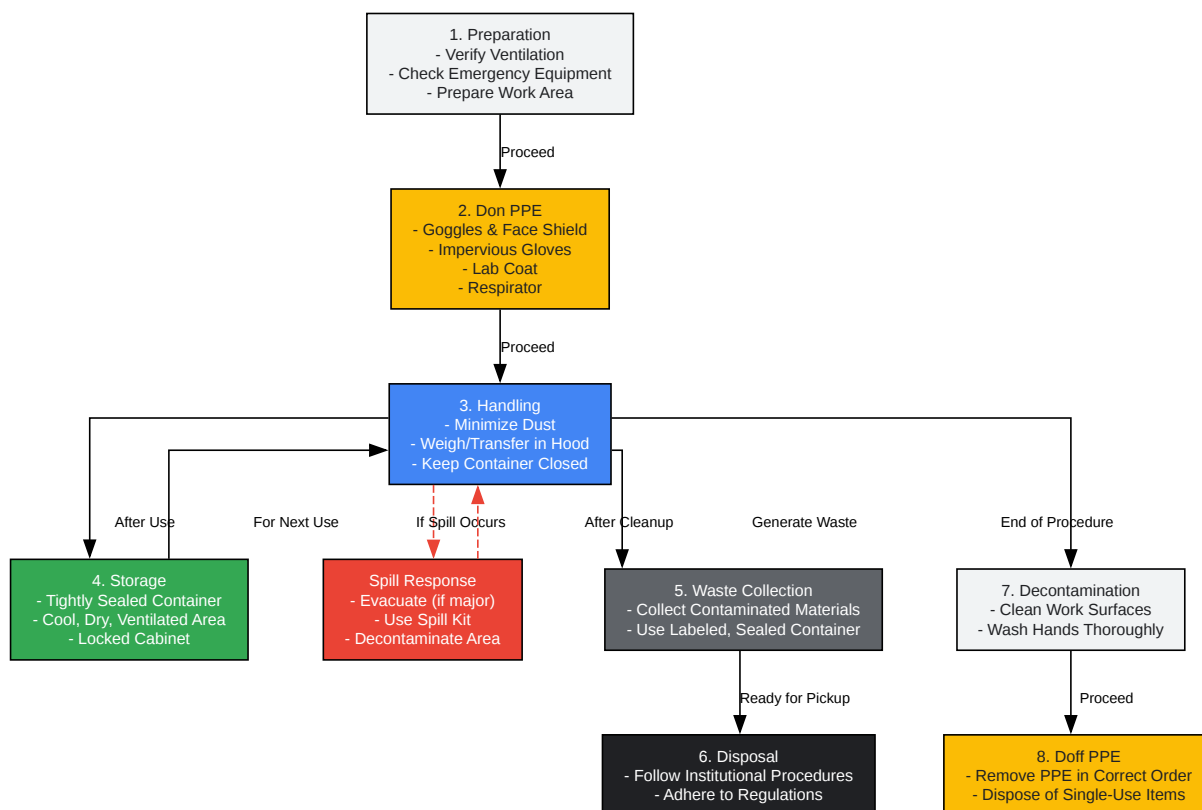 1. Preparation
- Verify Ventilation
- Check Emergency Equipment
- Prepare Work Area
Proceed
2. Don PPE
- Goggles & Face Shield
- Impervious Gloves
- Lab Coat
- Respirator
Proceed
3. Handling
- Minimize Dust
- Weigh/Transfer in Hood
- Keep Container Closed
After Use
For Next Use
If Spill Occurs
After Cleanup
Generate Waste
End of Procedure
4. Storage
- Tightly Sealed Container
- Cool, Dry, Ventilated Area
- Locked Cabinet
Spill Response
- Evacuate (if major)
- Use Spill Kit
- Decontaminate Area
5. Waste Collection
- Collect Contaminated Materials
- Use Labeled, Sealed Container
7. Decontamination
- Clean Work Surfaces
- Wash Hands Thoroughly
Ready for Pickup
Proceed
6. Disposal
- Follow Institutional Procedures
- Adhere to Regulations
8. Doff PPE
- Remove PPE in Correct Order
- Dispose of Single-Use Items